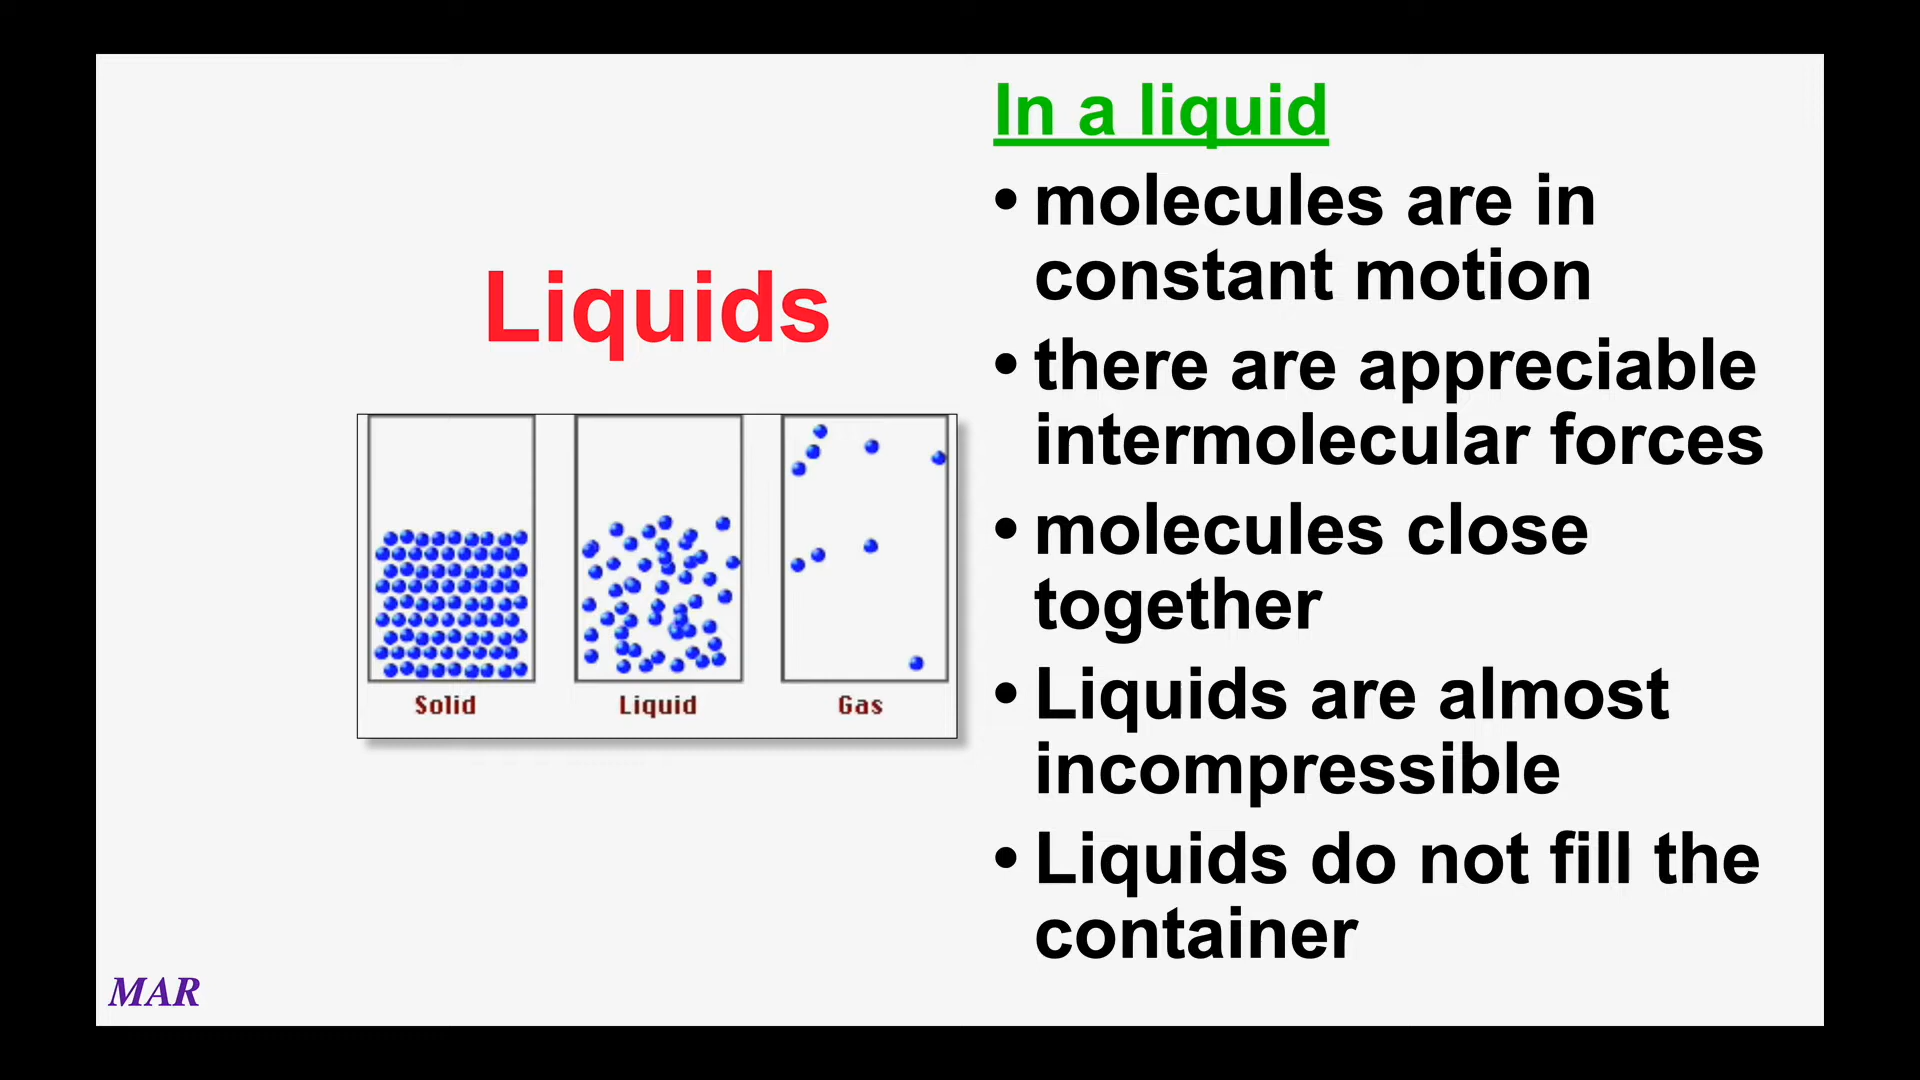 Liquids
Solid
Liquid
Gas
In a liquid
• molecules are in
constant motion
• there are appreciable
intermolecular forces
• molecules close
together
• Liquids are almost
incompressible
• Liquids do not fill the
container
MAR